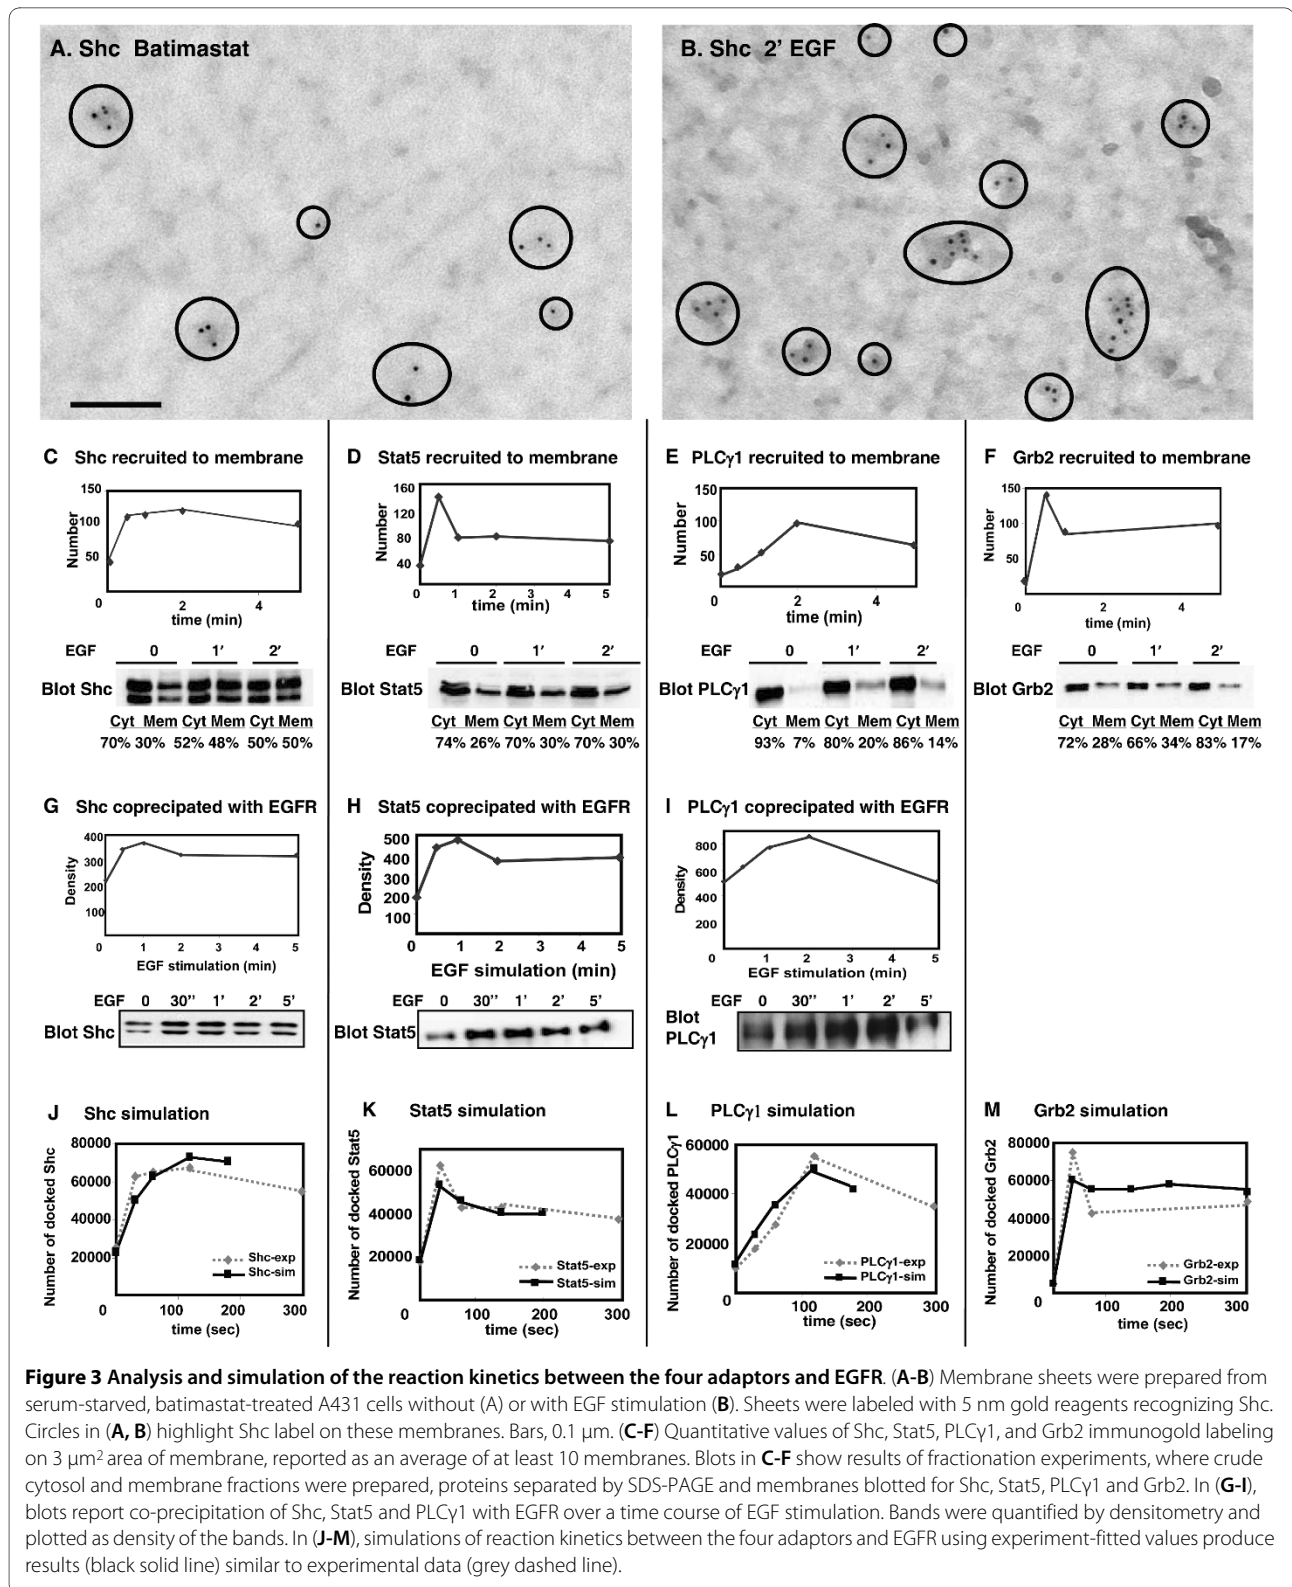 A. Shc Batimastat
B. Shc 2' EGF
C Shc recruited to membrane
150
100
50
0
Number
2
4
time (min)
EGF
0
1'
2'
Blot Shc
Cyt Mem Cyt Mem Cyt Mem
70% 30% 52% 48% 50% 50%
D Stat5 recruited to membrane
160
120
80
40
Number
0 1 2 3 4 5
time (min)
EGF
0
1'
2'
Blot Stat5
Cyt Mem Cyt Mem Cyt Mem
74% 26% 70% 30% 70% 30%
E PLCγ1 recruited to membrane
150
100
50
Number
0
2
4
time (min)
EGF
0
1'
2'
Blot PLCγ1
Cyt Mem Cyt Mem Cyt Mem
93% 7% 80% 20% 86% 14%
F Grb2 recruited to membrane
150
100
50
0
Number
2
4
time (min)
EGF
0
1'
2'
Blot Grb2
Cyt Mem Cyt Mem Cyt Mem
72% 28% 66% 34% 83% 17%
G Shc coprecipated with EGFR
400
300
200
100
Density
0 1 2 3 4 5
EGF stimulation (min)
EGF 0 30'' 1' 2' 5'
Blot Shc
H Stat5 coprecipated with EGFR
500
400
300
200
100
Density
0 1 2 3 4 5
EGF simulation (min)
EGF 0 30'' 1' 2' 5'
Blot Stat5
I PLCγ1 coprecipated with EGFR
800
600
400
200
Density
0 1 2 3 4 5
EGF stimulation (min)
EGF 0 30'' 1' 2' 5'
Blot
PLCγ1
J Shc simulation
80000
60000
40000
20000
0
Number of docked Shc
Shc-exp
Shc-sim
100 200 300
time (sec)
K Stat5 simulation
60000
40000
20000
0
Number of docked Stat5
Stat5-exp
Stat5-sim
100 200 300
time (sec)
L PLCγ1 simulation
60000
40000
20000
0
Number of docked PLCγ1
PLCγ1-exp
PLCγ1-sim
100 200 300
time (sec)
M Grb2 simulation
80000
60000
40000
20000
0
Number of docked Grb2
Grb2-exp
Grb2-sim
100 200 300
time (sec)
Figure 3 Analysis and simulation of the reaction kinetics between the four adaptors and EGFR. (A-B) Membrane sheets were prepared from
serum-starved, batimastat-treated A431 cells without (A) or with EGF stimulation (B). Sheets were labeled with 5 nm gold reagents recognizing Shc.
Circles in (A, B) highlight Shc label on these membranes. Bars, 0.1 μm. (C-F) Quantitative values of Shc, Stat5, PLCγ1, and Grb2 immunogold labeling
on 3 μm² area of membrane, reported as an average of at least 10 membranes. Blots in C-F show results of fractionation experiments, where crude
cytosol and membrane fractions were prepared, proteins separated by SDS-PAGE and membranes blotted for Shc, Stat5, PLCγ1 and Grb2. In (G-I),
blots report co-precipitation of Shc, Stat5 and PLCγ1 with EGFR over a time course of EGF stimulation. Bands were quantified by densitometry and
plotted as density of the bands. In (J-M), simulations of reaction kinetics between the four adaptors and EGFR using experiment-fitted values produce
results (black solid line) similar to experimental data (grey dashed line).